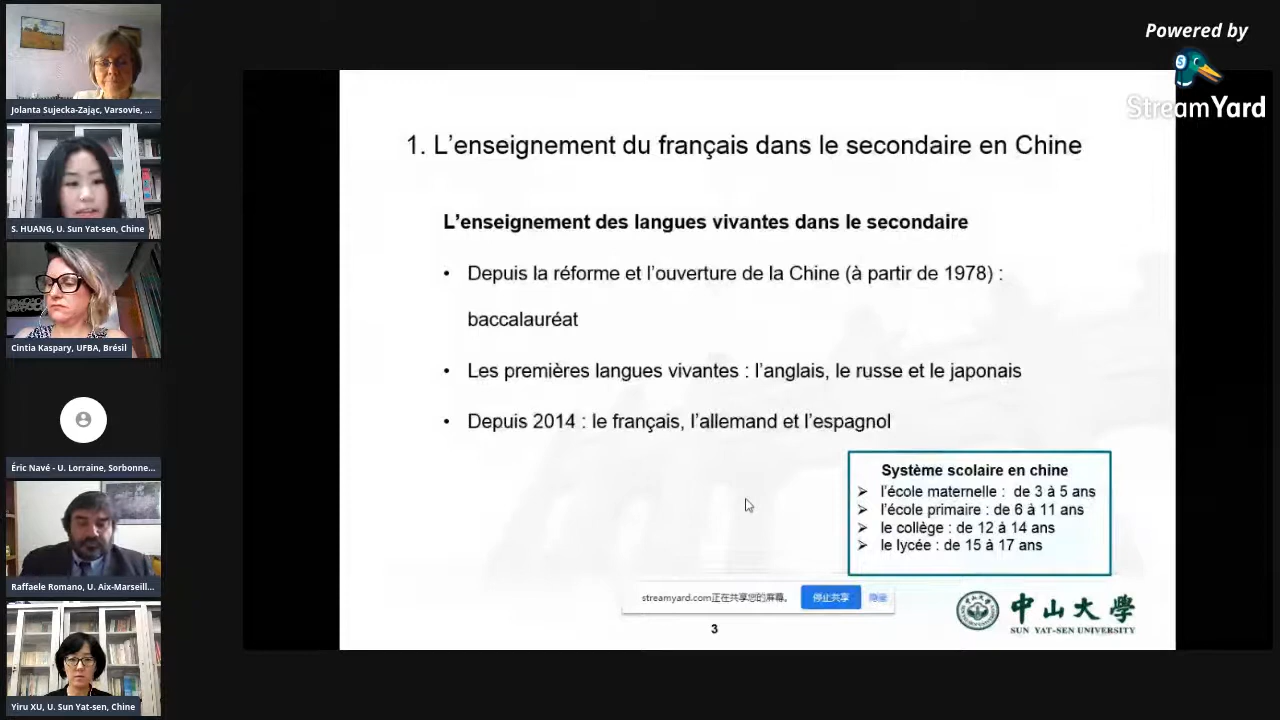 Powered by
StreamYard
Jolanta Sujecka-Zając, Varsovie, ...
S. HUANG, U. Sun Yat-sen, Chine
Cintia Kaspary, UFBA, Brésil
Éric Navé - U. Lorraine, Sorbonne...
Raffaele Romano, U. Aix-Marseill...
Yiru XU, U. Sun Yat-sen, Chine
1. L’enseignement du français dans le secondaire en Chine
L’enseignement des langues vivantes dans le secondaire
• Depuis la réforme et l’ouverture de la Chine (à partir de 1978) :
baccalauréat
• Les premières langues vivantes : l’anglais, le russe et le japonais
• Depuis 2014 : le français, l’allemand et l’espagnol
Système scolaire en chine
➢ l’école maternelle : de 3 à 5 ans
➢ l’école primaire : de 6 à 11 ans
➢ le collège : de 12 à 14 ans
➢ le lycée : de 15 à 17 ans
streamyard.com正在共享您的屏幕。 停止共享 隐藏
3
中山大學
SUN YAT-SEN UNIVERSITY